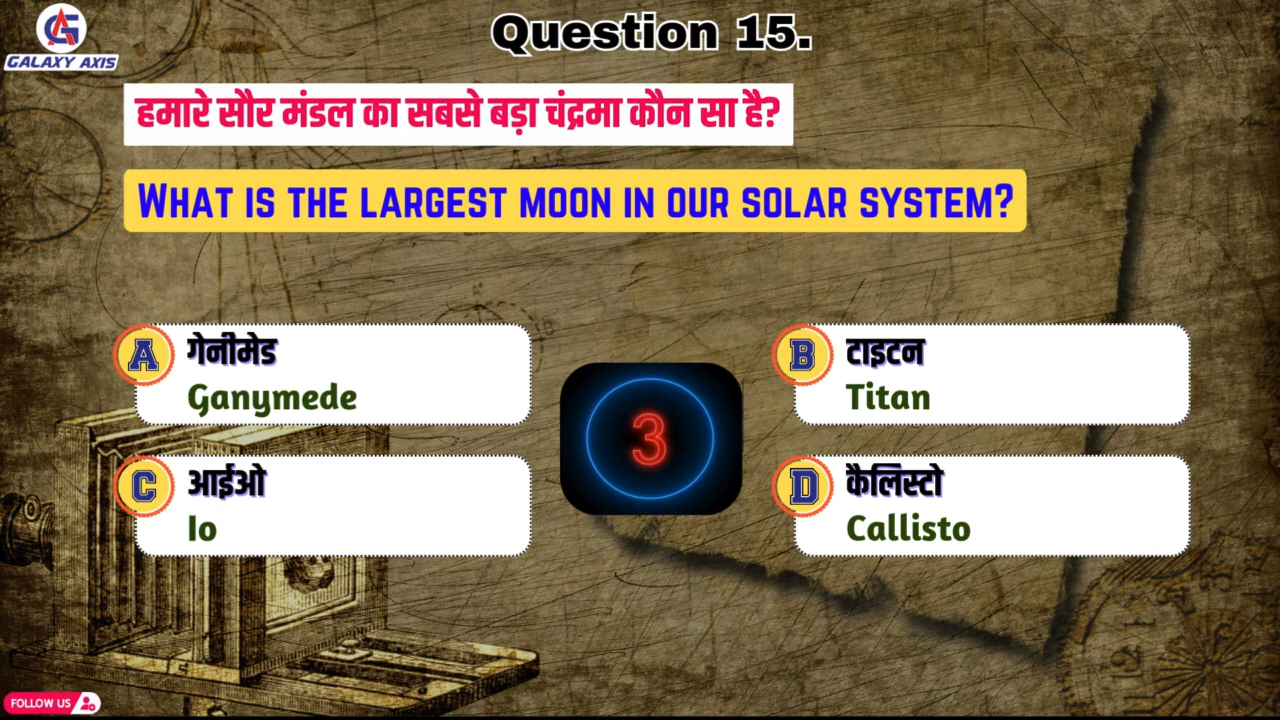 GALAXY AXIS
Question 15.
हमारे सौर मंडल का सबसे बड़ा चंद्रमा कौन सा है?
WHAT IS THE LARGEST MOON IN OUR SOLAR SYSTEM?
A गेनीमेड
Ganymede
B टाइटन
Titan
3
C आईओ
Io
D कैलिस्टो
Callisto
FOLLOW US